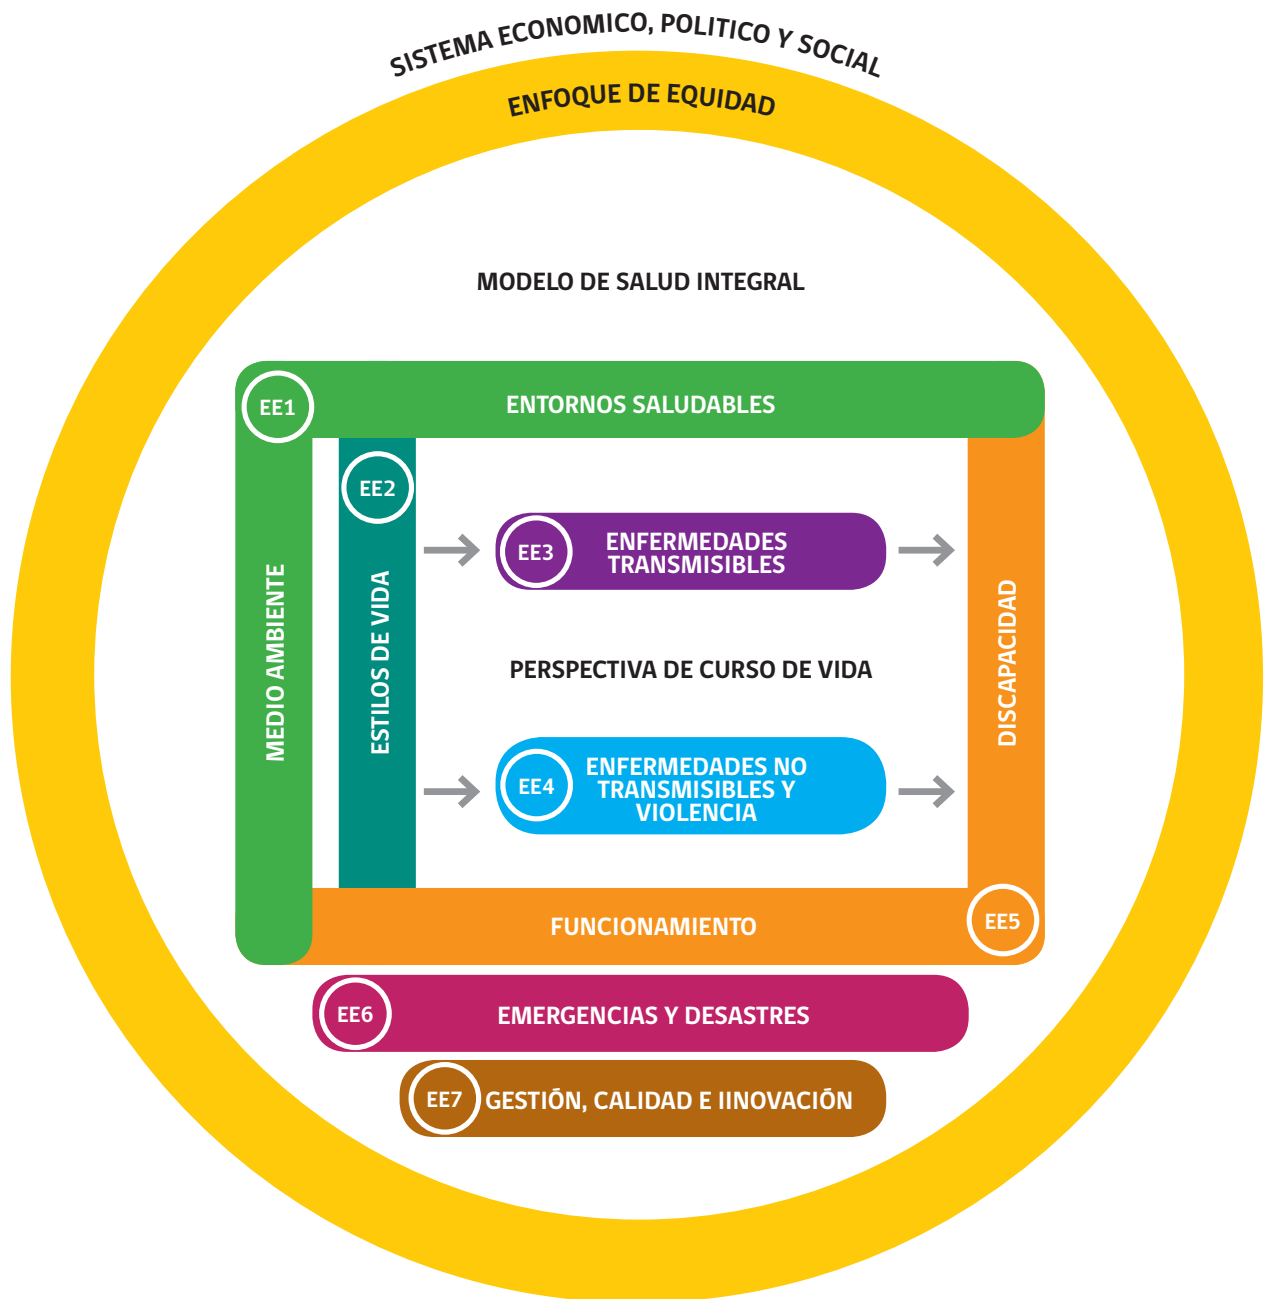 SISTEMA ECONOMICO, POLITICO Y SOCIAL
ENFOQUE DE EQUIDAD
MODELO DE SALUD INTEGRAL
EE1
ENTORNOS SALUDABLES
MEDIO AMBIENTE
EE2
ESTILOS DE VIDA
EE3
ENFERMEDADES
TRANSMISIBLES
PERSPECTIVA DE CURSO DE VIDA
EE4
ENFERMEDADES NO
TRANSMISIBLES Y
VIOLENCIA
DISCAPACIDAD
FUNCIONAMIENTO
EE5
EE6
EMERGENCIAS Y DESASTRES
EE7
GESTIÓN, CALIDAD E IINOVACIÓN